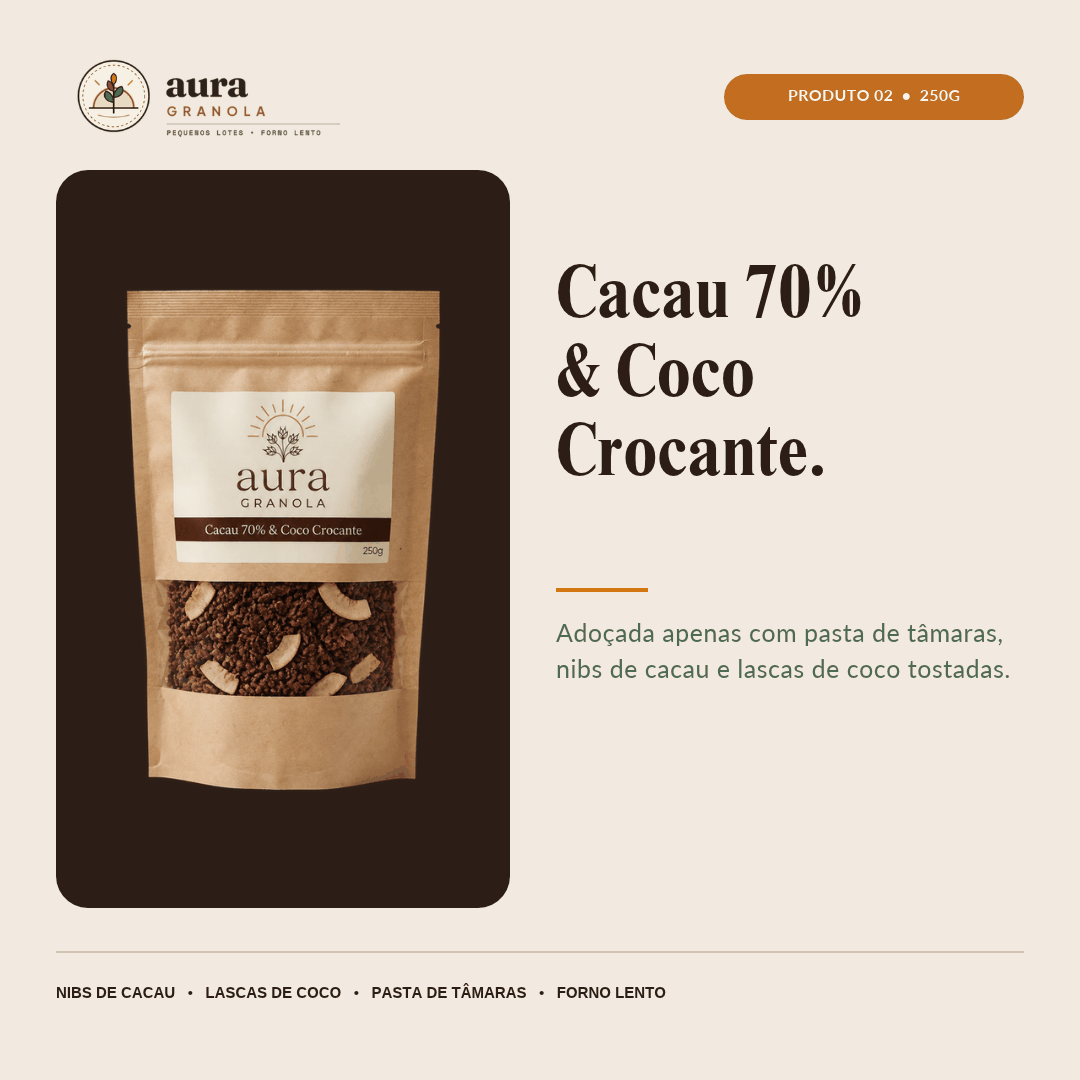 aura
GRANOLA
PEQUENOS LOTES • FORNO LENTO
PRODUTO 02 ● 250G
aura
GRANOLA
Cacau 70% & Coco Crocante
250g
Cacau 70%
& Coco
Crocante.
Adoçada apenas com pasta de tâmaras,
nibs de cacau e lascas de coco tostadas.
NIBS DE CACAU • LASCAS DE COCO • PASTA DE TÂMARAS • FORNO LENTO